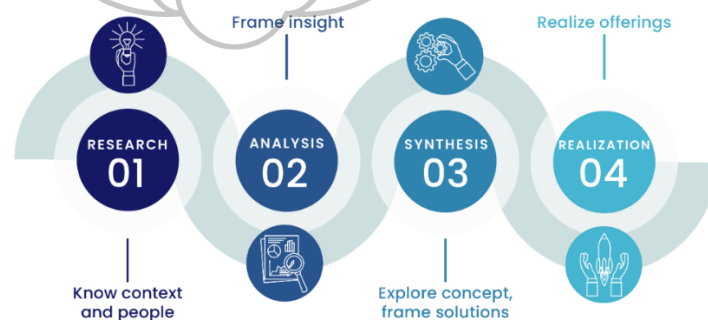 Frame insight
Realize offerings
RESEARCH
01
ANALYSIS
02
SYNTHESIS
03
REALIZATION
04
Know context
and people
Explore concept,
frame solutions